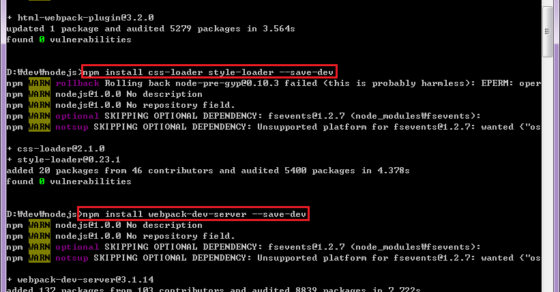 + html-webpack-plugin@3.2.0
updated 1 package and audited 5279 packages in 3.564s
found 0 vulnerabilities
D:₩dev₩nodejs>npm install css-loader style-loader --save-dev
npm WARN rollback Rolling back node-pre-gyp@0.10.3 failed (this is probably harmless): EPERM: oper
npm WARN nodejs@1.0.0 No description
npm WARN nodejs@1.0.0 No repository field.
npm WARN optional SKIPPING OPTIONAL DEPENDENCY: fsevents@1.2.7 (node_modules₩fsevents):
npm WARN notsup SKIPPING OPTIONAL DEPENDENCY: Unsupported platform for fsevents@1.2.7: wanted {"os
+ css-loader@2.1.0
+ style-loader@0.23.1
added 20 packages from 46 contributors and audited 5400 packages in 4.378s
found 0 vulnerabilities
D:₩dev₩nodejs>npm install webpack-dev-server --save-dev
npm WARN nodejs@1.0.0 No description
npm WARN nodejs@1.0.0 No repository field.
npm WARN optional SKIPPING OPTIONAL DEPENDENCY: fsevents@1.2.7 (node_modules₩fsevents):
npm WARN notsup SKIPPING OPTIONAL DEPENDENCY: Unsupported platform for fsevents@1.2.7: wanted {"os
+ webpack-dev-server@3.1.14
added 137 packages from 103 contributors and audited 8839 packages in 7.722s